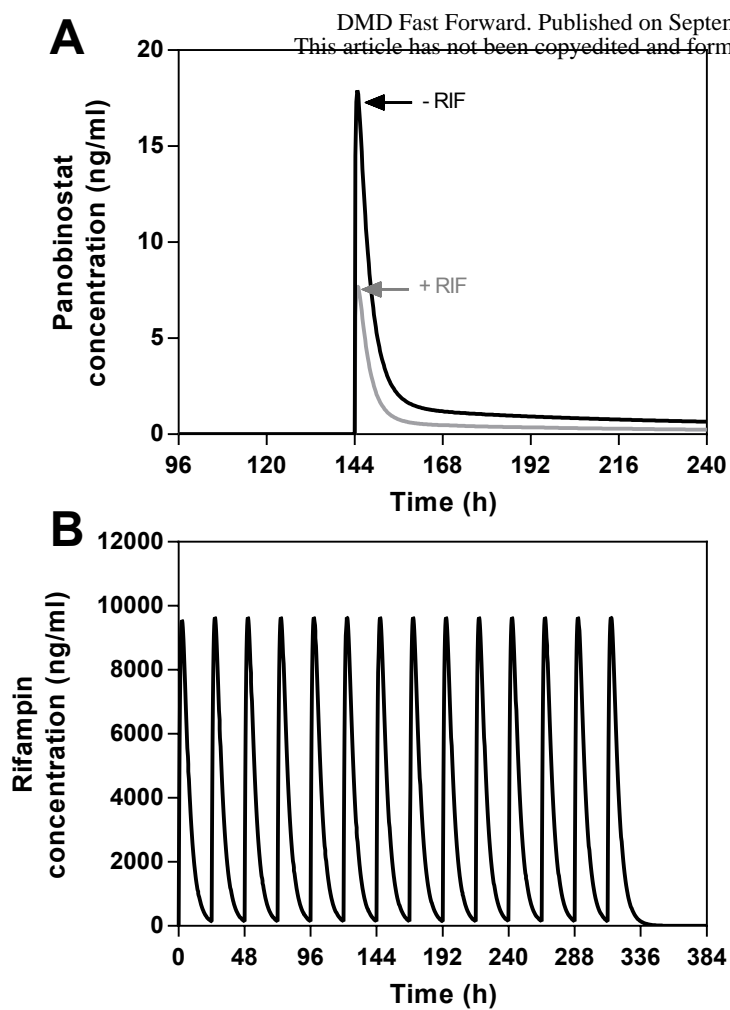 DMD Fast Forward. Published on Septen
This article has not been copyedited and form
A
Panobinostat
concentration (ng/ml)
20
15
10
5
0
- RIF
+ RIF
96 120 144 168 192 216 240
Time (h)
B
Rifampin
concentration (ng/ml)
12000
10000
8000
6000
4000
2000
0
0 48 96 144 192 240 288 336 384
Time (h)